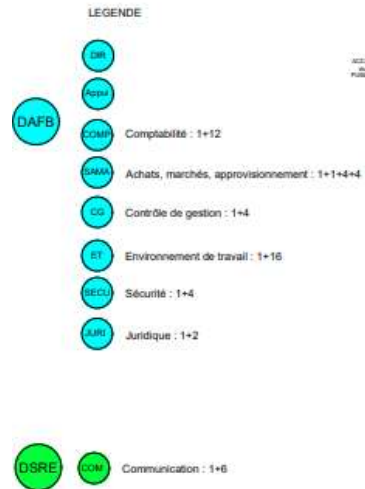 LEGENDE
DIR
Appui
DAFB
COMP Comptabilité : 1+12
SAMA Achats, marchés, approvisionnement : 1+1+4+4
CG Contrôle de gestion : 1+4
ET Environnement de travail : 1+16
SECU Sécurité : 1+4
JURI Juridique : 1+2
DSRE COM Communication : 1+6